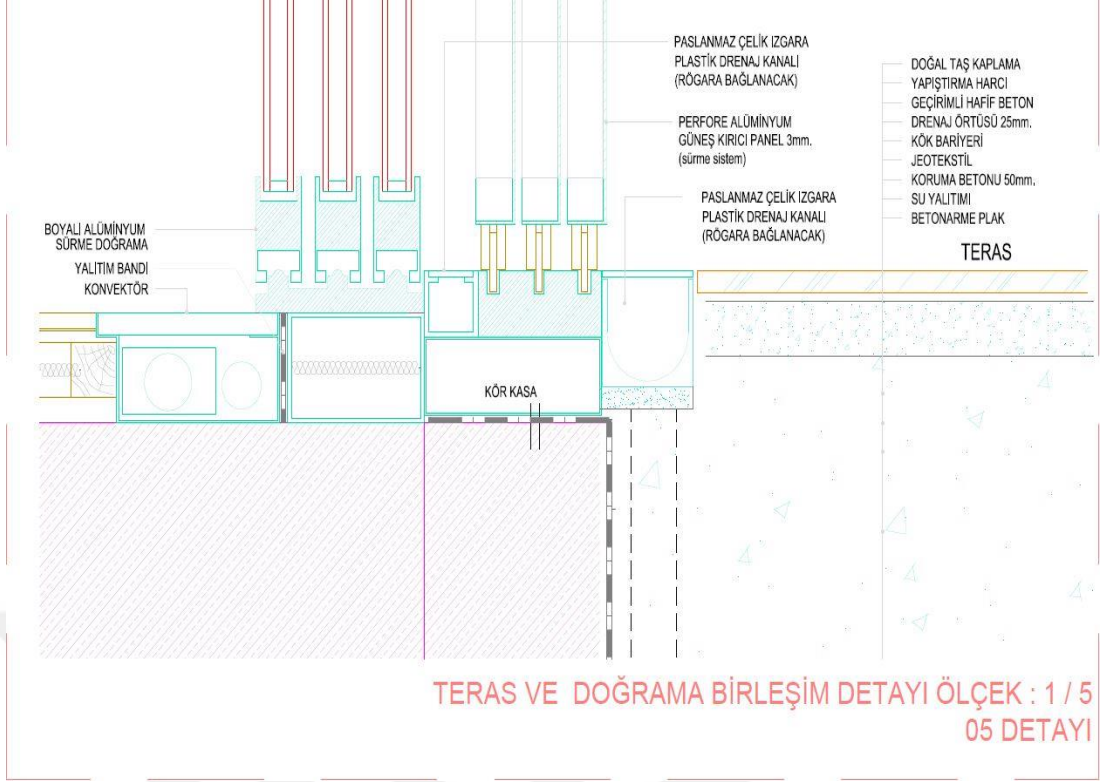 PASLANMAZ ÇELİK IZGARA
PLASTİK DRENAJ KANALI
(RÖGARA BAĞLANACAK)
PERFORE ALÜMİNYUM
GÜNEŞ KIRICI PANEL 3mm.
(sürme sistem)
PASLANMAZ ÇELİK IZGARA
PLASTİK DRENAJ KANALI
(RÖGARA BAĞLANACAK)
DOĞAL TAŞ KAPLAMA
YAPIŞTIRMA HARCI
GEÇİRİMLİ HAFİF BETON
DRENAJ ÖRTÜSÜ 25mm.
KÖK BARİYERİ
JEOTEKSTİL
KORUMA BETONU 50mm.
SU YALITIMI
BETONARME PLAK
TERAS
BOYALI ALÜMİNYUM
SÜRME DOĞRAMA
YALITIM BANDI
KONVEKTÖR
KÖR KASA
TERAS VE DOĞRAMA BİRLEŞİM DETAYI ÖLÇEK : 1 / 5
05 DETAYI